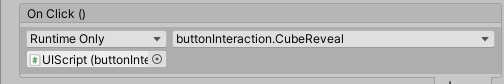 On Click ()
Runtime Only buttonInteraction.CubeReveal
UIScript (buttonInte